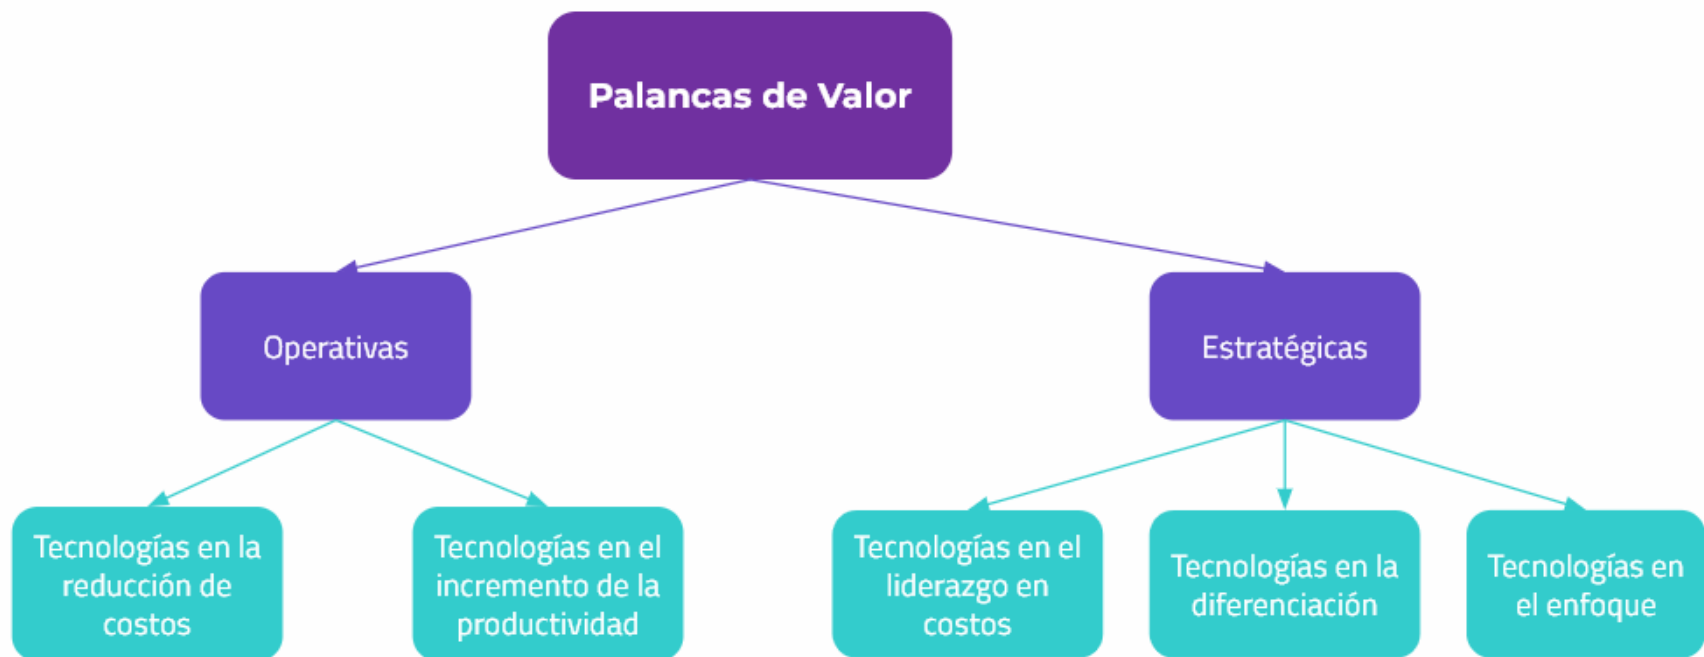 Palancas de Valor
Operativas
Estratégicas
Tecnologías en la
reducción de
costos
Tecnologías en el
incremento de la
productividad
Tecnologías en el
liderazgo en
costos
Tecnologías en la
diferenciación
Tecnologías en
el enfoque